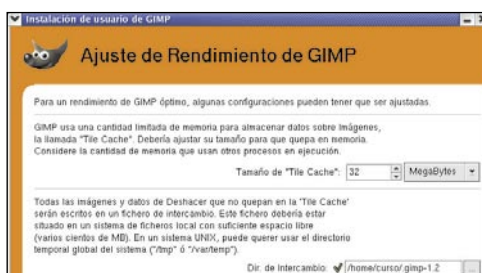 Instalación de usuario de GIMP
Ajuste de Rendimiento de GIMP
Para un rendimiento de GIMP óptimo, algunas configuraciones pueden tener que ser ajustadas.
GIMP usa una cantidad limitada de memoria para almacenar datos sobre imágenes,
la llamada "Tile Cache". Debería ajustar su tamaño para que quepa en memoria.
Considere la cantidad de memoria que usan otros procesos en ejecución.
Tamaño de "Tile Cache": 32 MegaBytes
Todas las imágenes y datos de Deshacer que no quepan en la 'Tile Cache'
serán escritos en un fichero de intercambio. Este fichero debería estar
situado en un sistema de ficheros local con suficiente espacio libre
(varios cientos de MB). En un sistema UNIX, puede querer usar el directorio
temporal global del sistema ("/tmp" ó "/var/temp").
Dir. de Intercambio: /home/curso/.gimp-1.2 ...